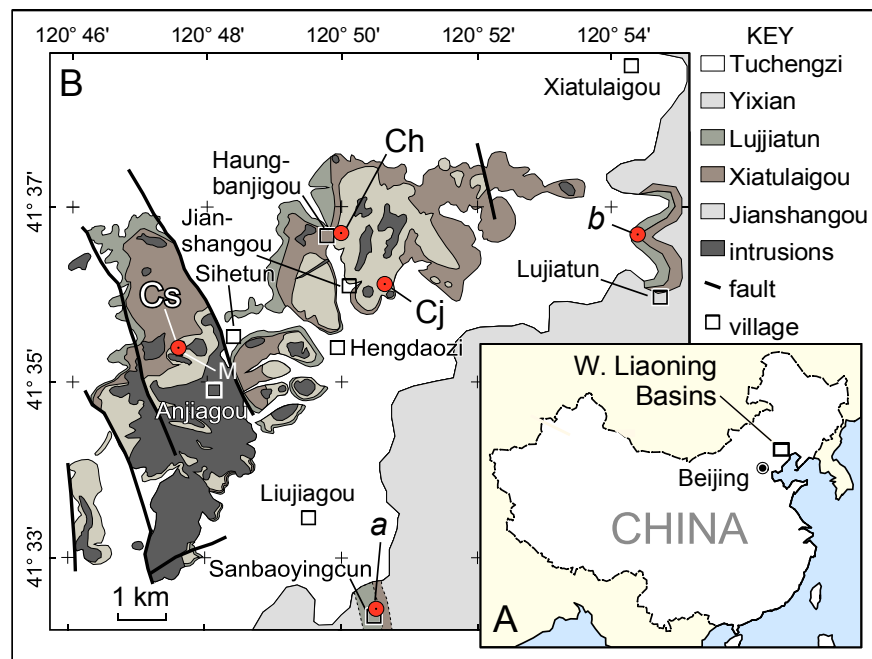 120° 46'
120° 48'
120° 50'
120° 52'
120° 54'
KEY
B
Xiatulaigou
Tuchengzi
Yixian
Lujjiatun
Xiatulaigou
Jianshangou
intrusions
fault
village
41° 37'
41° 35'
41° 33'
Haung-
banjigou
Ch
Jian-
shangou
Sihetun
b
Lujiatun
Cs
Cj
M
Hengdaozi
Anjiagou
Liujiagou
a
Sanbaoyingcun
1 km
W. Liaoning
Basins
Beijing
CHINA
A